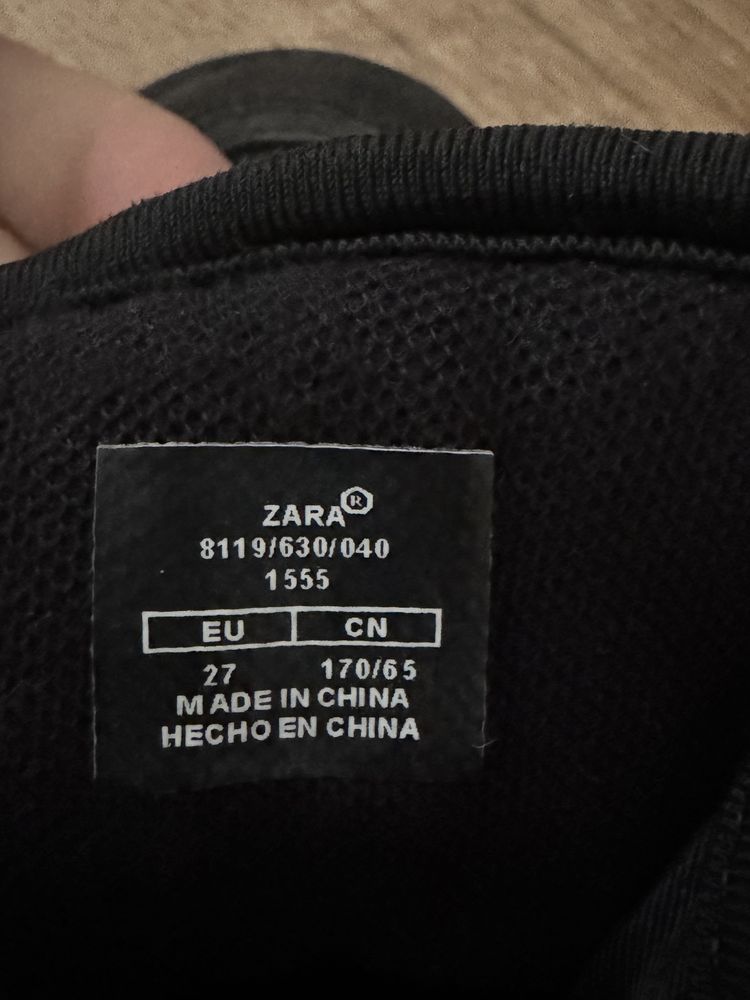 ZARA®
8119/630/040
1555
EU CN
27 170/65
MADE IN CHINA
HECHO EN CHINA